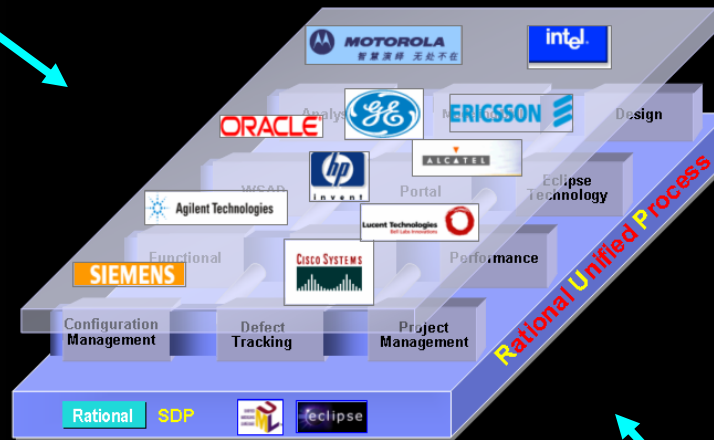 MOTOROLA
智慧演绎 无处不在
intel.
Analys
M
Design
ORACLE
GE
ERICSSON
ALCATEL
hp
invent
WSAD
Portal
Eclipse
Technology
Agilent Technologies
Lucent Technologies
Bell Labs Innovations
Functional
Performance
SIEMENS
CISCO SYSTEMS
Configuration
Management
Defect
Tracking
Project
Management
Rational Unified Process
Rational SDP
UML
eclipse